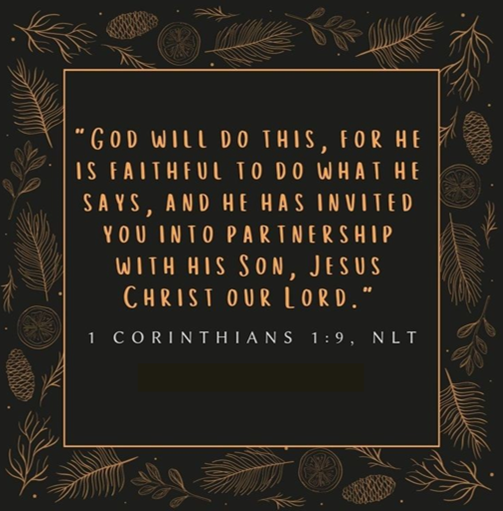 "God will do this, for he
is faithful to do what he
says, and he has invited
you into partnership
with his Son, Jesus
Christ our Lord."
1 CORINTHIANS 1:9, NLT